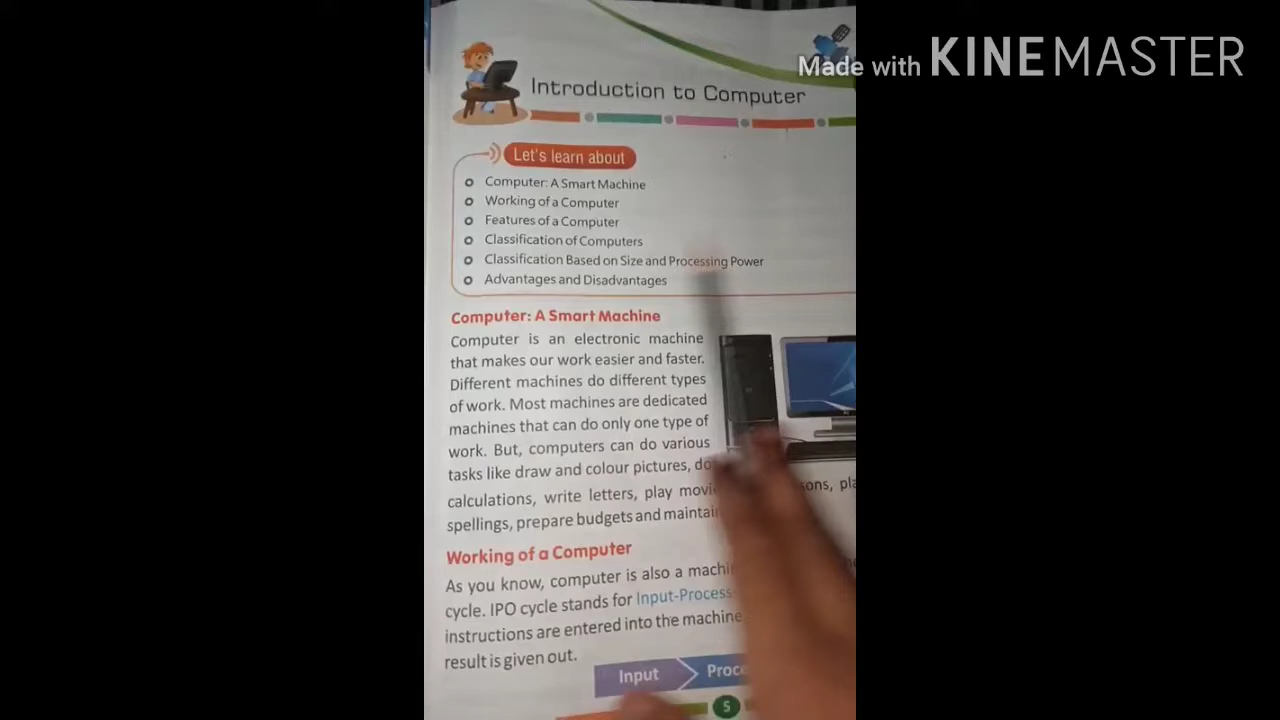 Made with KINEMASTER
Introduction to Computer
Let's learn about
Computer: A Smart Machine
Working of a Computer
Features of a Computer
Classification of Computers
Classification Based on Size and Processing Power
Advantages and Disadvantages
Computer: A Smart Machine
Computer is an electronic machine
that makes our work easier and faster.
Different machines do different types
of work. Most machines are dedicated
machines that can do only one type of
work. But, computers can do various
tasks like draw and colour pictures, do
calculations, write letters, play
spellings, prepare budgets and
Working of a Computer
As you know, computer is also a
cycle. IPO cycle stands for Input-Process
instructions are entered into the machine
result is given out.
Input
5